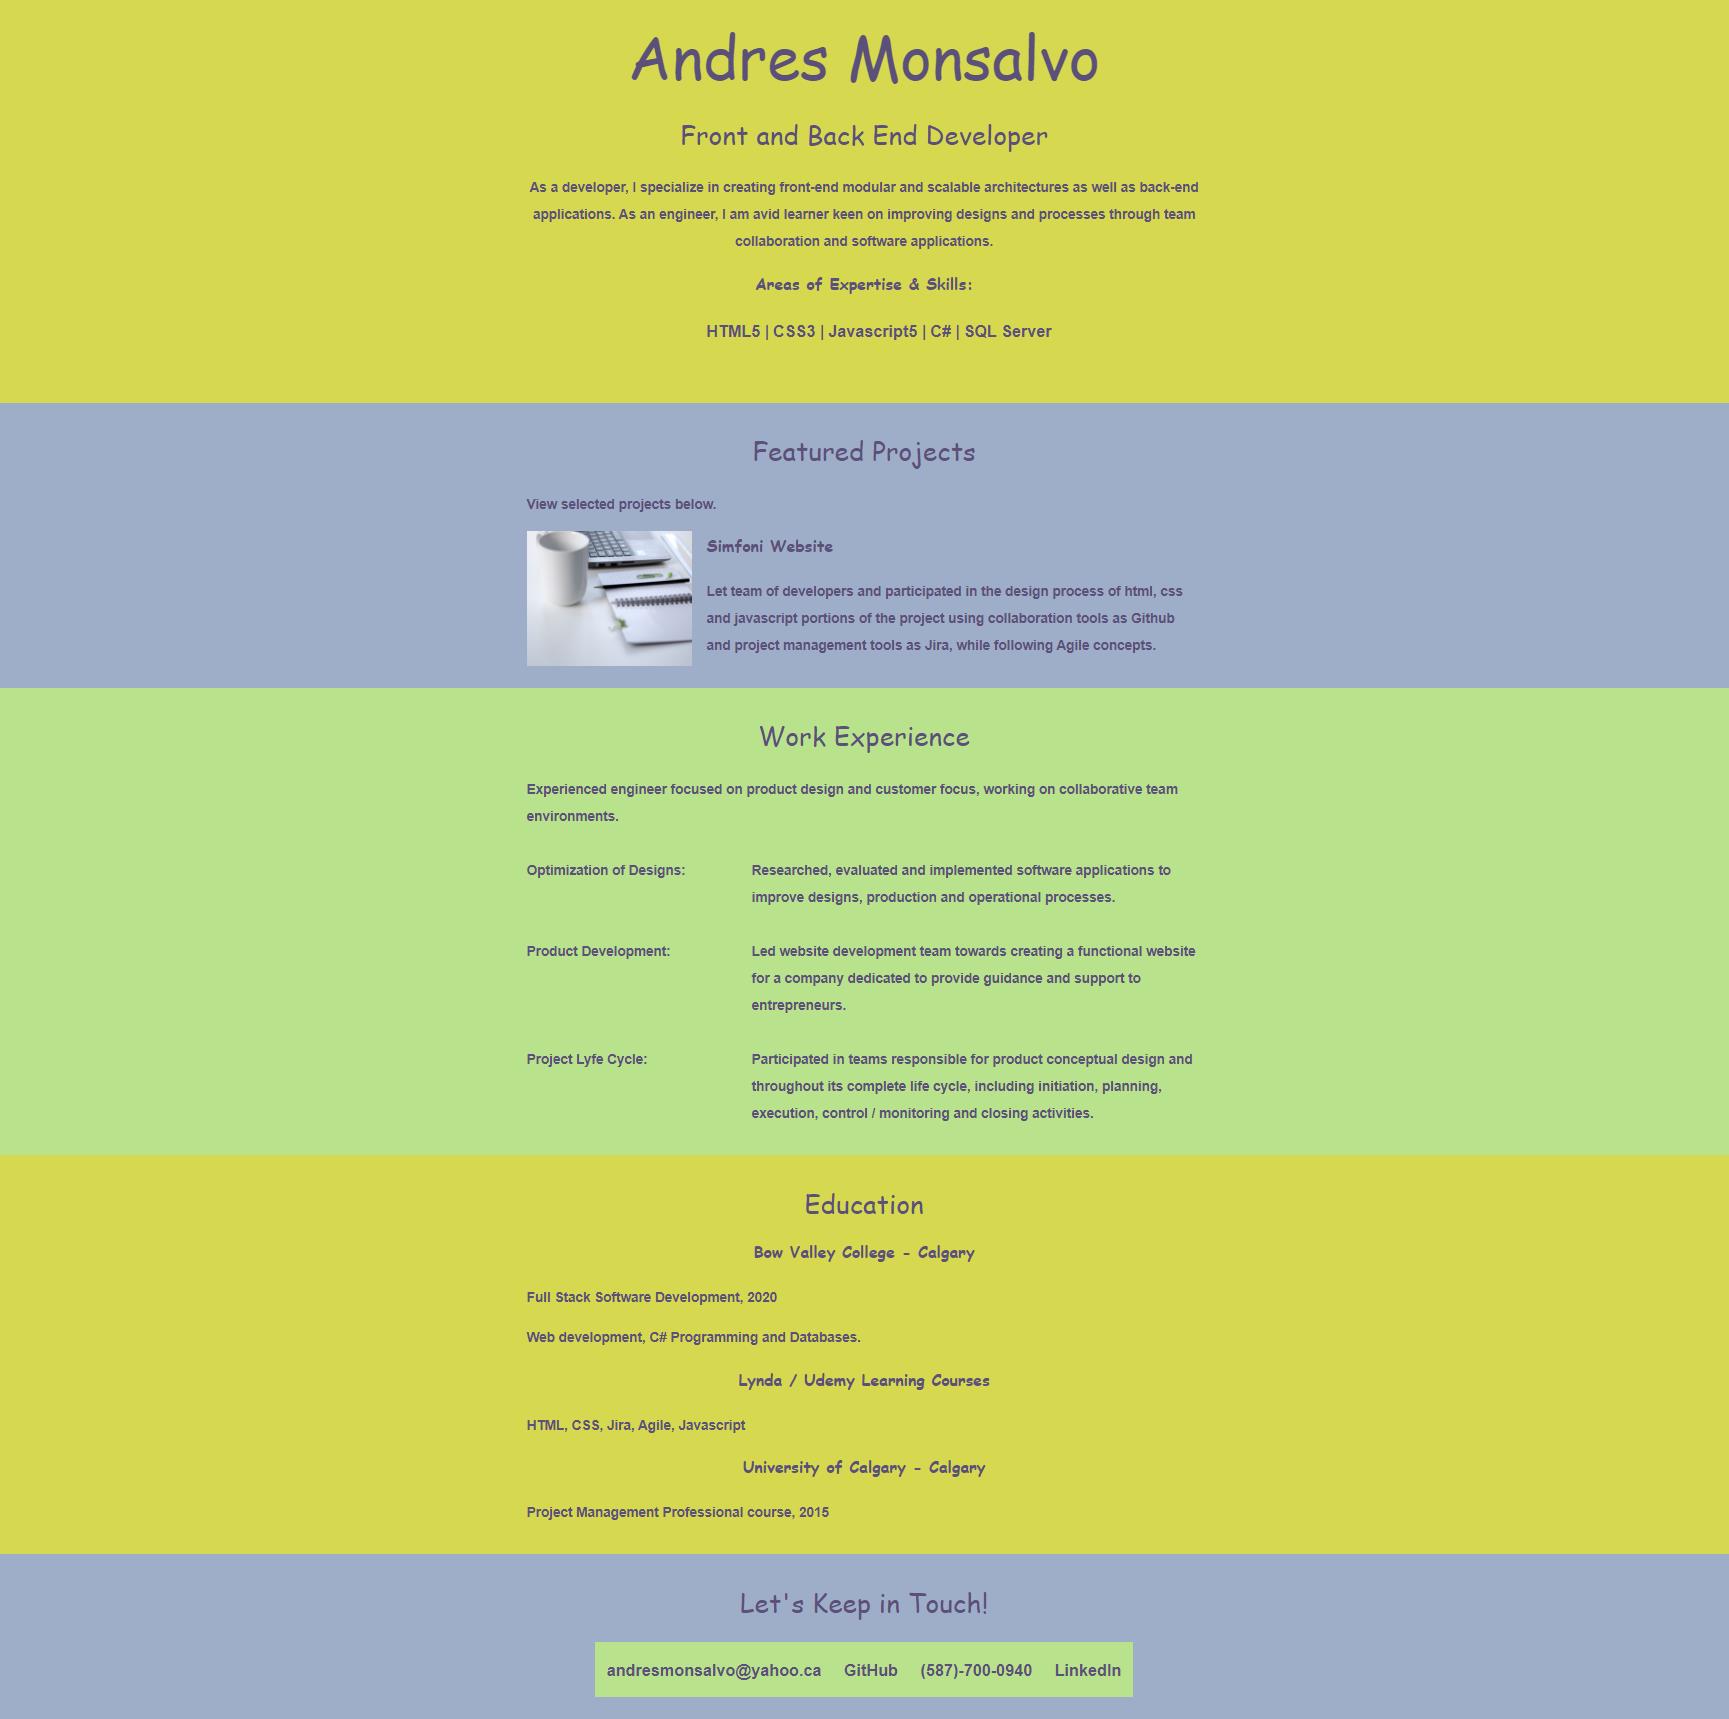 Andres Monsalvo
Front and Back End Developer
As a developer, I specialize in creating front-end modular and scalable architectures as well as back-end
applications. As an engineer, I am avid learner keen on improving designs and processes through team
collaboration and software applications.
Areas of Expertise & Skills:
HTML5 | CSS3 | Javascript5 | C# | SQL Server
Featured Projects
View selected projects below.
Simfoni Website
Let team of developers and participated in the design process of html, css
and javascript portions of the project using collaboration tools as Github
and project management tools as Jira, while following Agile concepts.
Work Experience
Experienced engineer focused on product design and customer focus, working on collaborative team
environments.
Optimization of Designs:
Researched, evaluated and implemented software applications to
improve designs, production and operational processes.
Product Development:
Led website development team towards creating a functional website
for a company dedicated to provide guidance and support to
entrepreneurs.
Project Lyfe Cycle:
Participated in teams responsible for product conceptual design and
throughout its complete life cycle, including initiation, planning,
execution, control / monitoring and closing activities.
Education
Bow Valley College - Calgary
Full Stack Software Development, 2020
Web development, C# Programming and Databases.
Lynda / Udemy Learning Courses
HTML, CSS, Jira, Agile, Javascript
University of Calgary - Calgary
Project Management Professional course, 2015
Let's Keep in Touch!
andresmonsalvo@yahoo.ca GitHub (587)-700-0940 LinkedIn